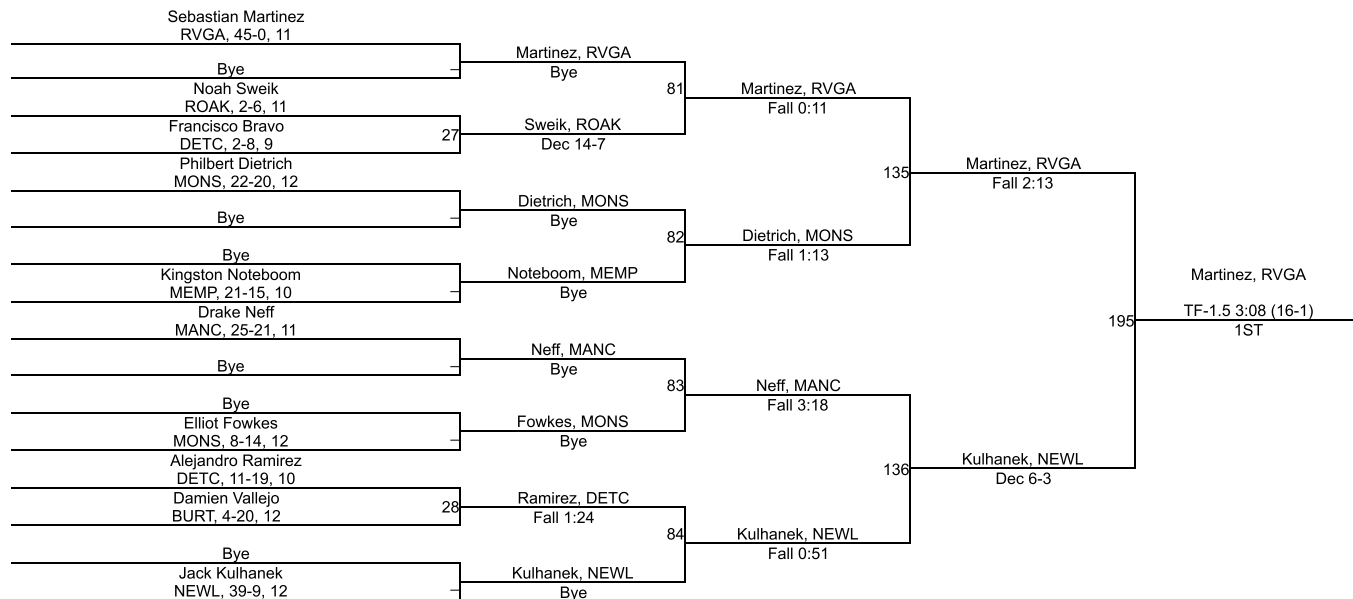 Sebastian Martinez
RVGA, 45-0, 11
Bye
–
Noah Sweik
ROAK, 2-6, 11
Francisco Bravo
DETC, 2-8, 9
27
Philbert Dietrich
MONS, 22-20, 12
Bye
–
Bye
Kingston Noteboom
MEMP, 21-15, 10
–
Drake Neff
MANC, 25-21, 11
Bye
–
Bye
Elliot Fowkes
MONS, 8-14, 12
–
Alejandro Ramirez
DETC, 11-19, 10
Damien Vallejo
BURT, 4-20, 12
28
Bye
Jack Kulhanek
NEWL, 39-9, 12
–
Martinez, RVGA
Bye
81
Sweik, ROAK
Dec 14-7
Dietrich, MONS
Bye
82
Noteboom, MEMP
Bye
Neff, MANC
Bye
83
Fowkes, MONS
Bye
Ramirez, DETC
Fall 1:24
84
Kulhanek, NEWL
Bye
Martinez, RVGA
Fall 0:11
135
Dietrich, MONS
Fall 1:13
Neff, MANC
Fall 3:18
136
Kulhanek, NEWL
Fall 0:51
Martinez, RVGA
Fall 2:13
195
Kulhanek, NEWL
Dec 6-3
Martinez, RVGA
TF-1.5 3:08 (16-1)
1ST